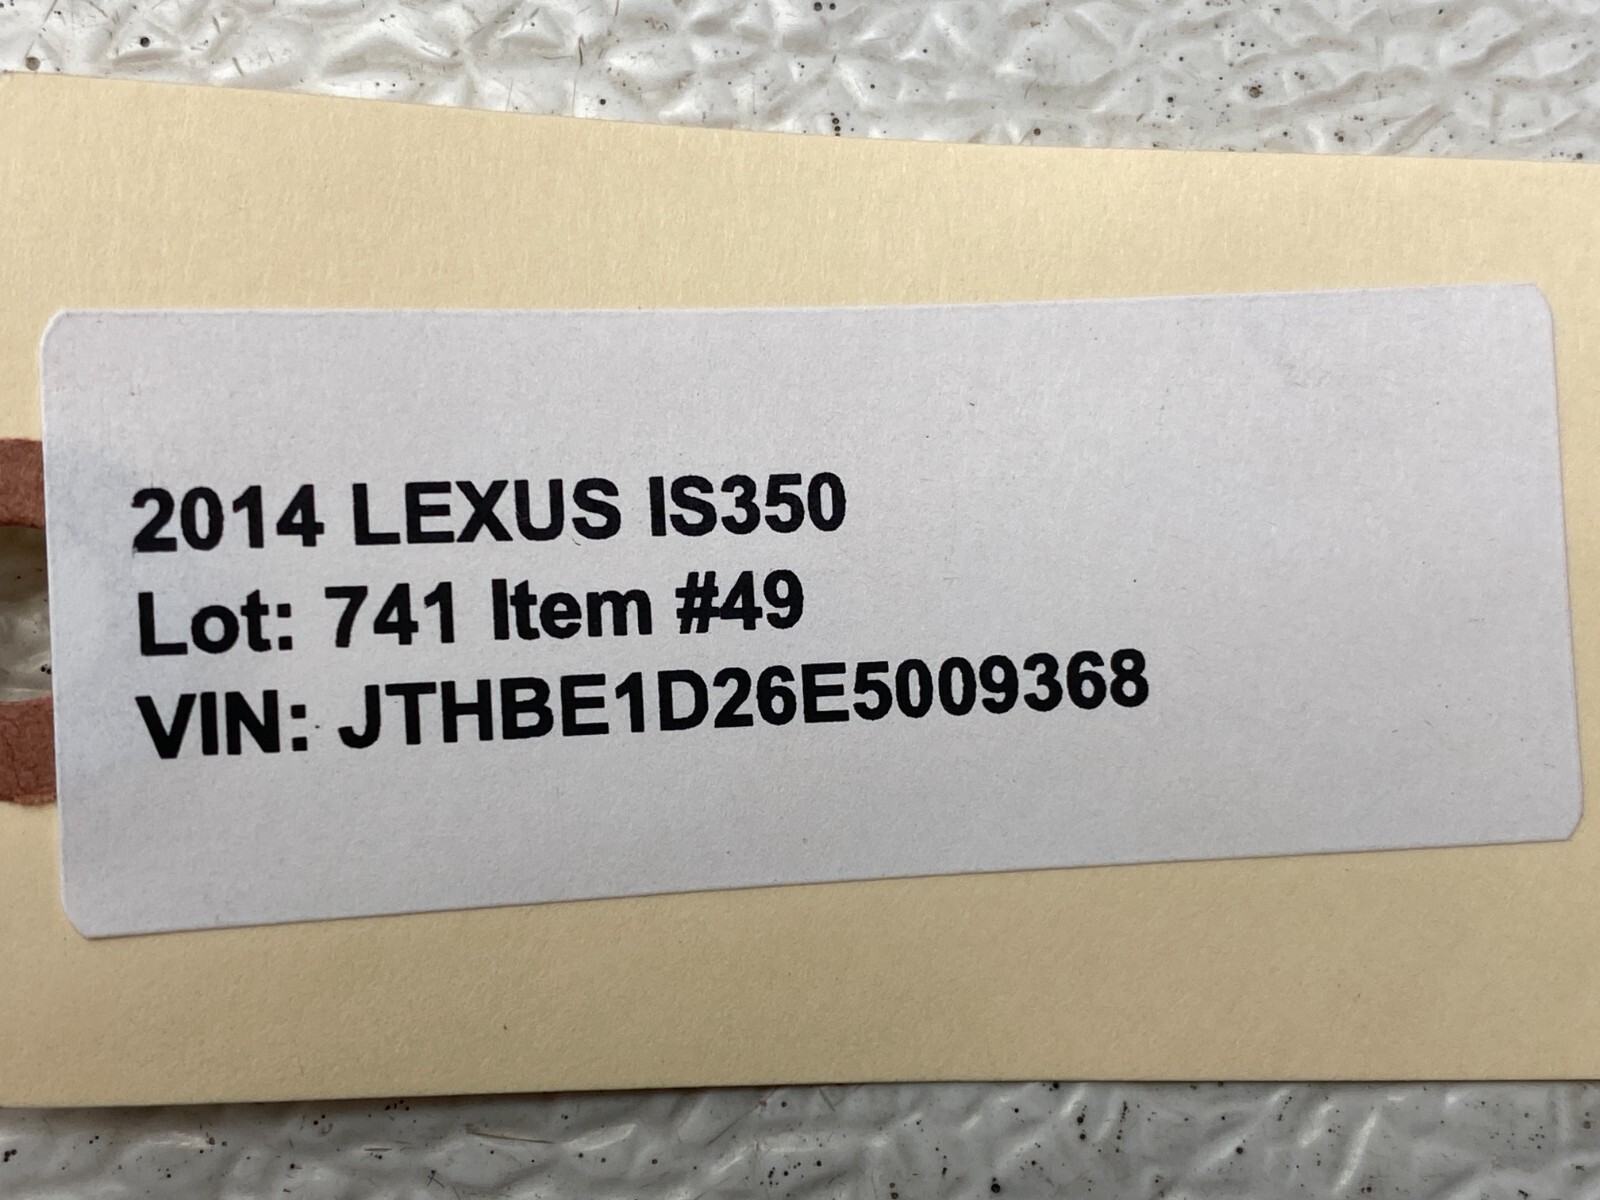 2014 LEXUS IS350
Lot: 741 Item #49
VIN: JTHBE1D26E5009368